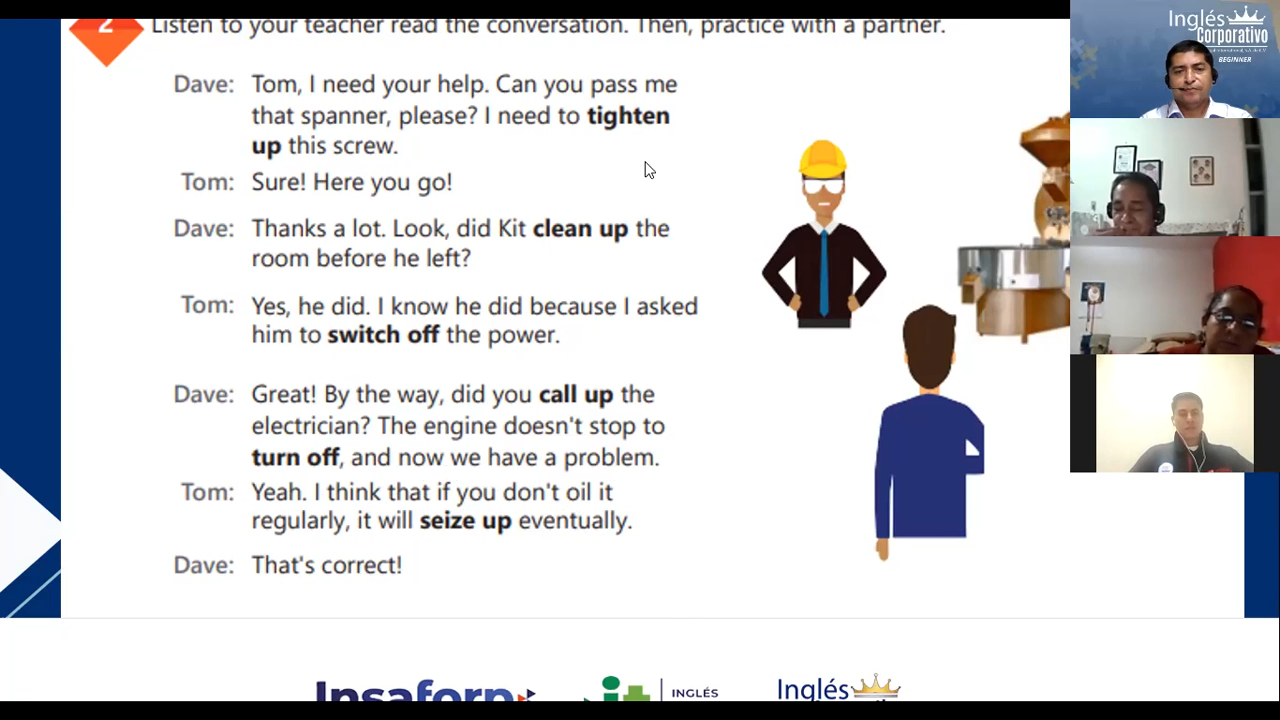 2 Listen to your teacher read the conversation. Then, practice with a partner.
Dave: Tom, I need your help. Can you pass me
that spanner, please? I need to tighten
up this screw.
Tom: Sure! Here you go!
Dave: Thanks a lot. Look, did Kit clean up the
room before he left?
Tom: Yes, he did. I know he did because I asked
him to switch off the power.
Dave: Great! By the way, did you call up the
electrician? The engine doesn't stop to
turn off, and now we have a problem.
Tom: Yeah. I think that if you don't oil it
regularly, it will seize up eventually.
Dave: That's correct!
Insaforp
it
INGLÉS
Inglés
Inglés
Corporativo
BEGINNER